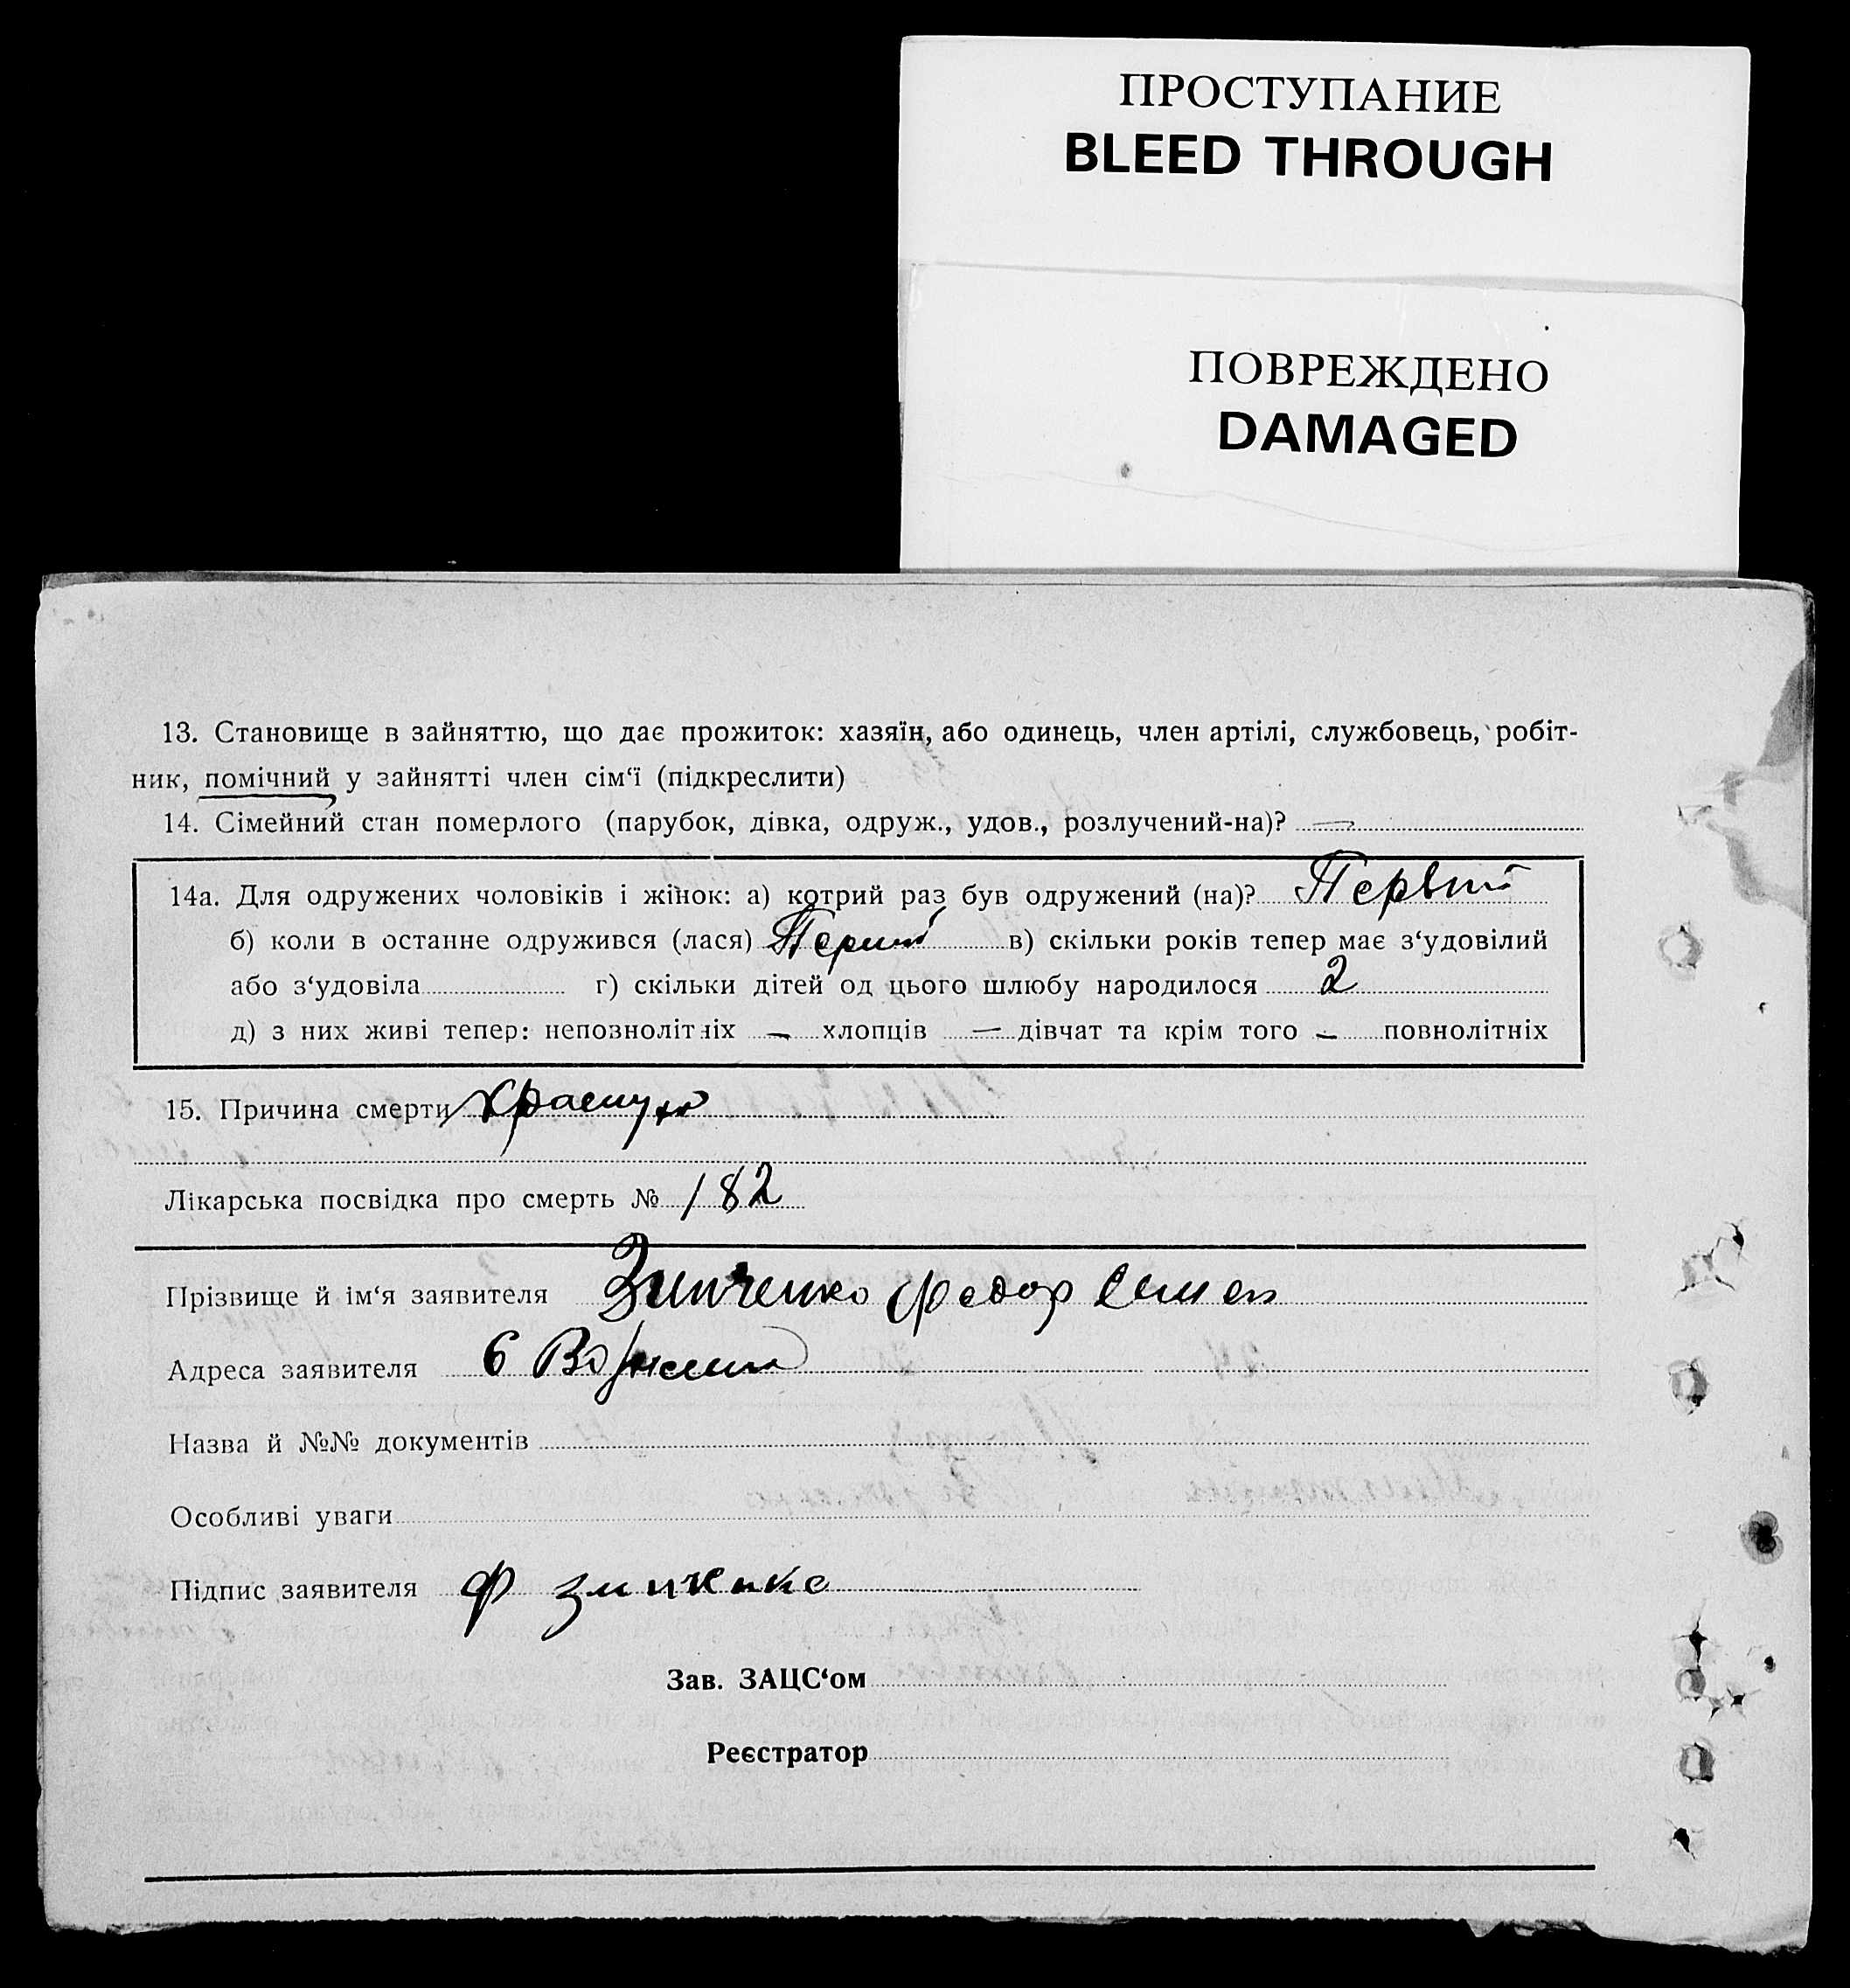 ПРОСТУПАНИЕ
BLEED THROUGH
ПОВРЕЖДЕНО
DAMAGED
13. Становище в зайняттю, що дає прожиток: хазяїн, або одинець, член артілі, службовець, робіт-
ник, помічний у зайнятті член сім‘ї (підкреслити)
14. Сімейний стан померлого (парубок, дівка, одруж., удов., розлучений-на)? —
14а. Для одружених чоловіків і жінок: а) котрий раз був одружений (на)? Первий
б) коли в останнє одружився (лася) в) скільки років тепер має з‘удовілий
або з‘удовіла г) скільки дітей од цього шлюбу народилося 2
д) з них живі тепер: неповнолітніх — хлопців — дівчат та крім того — повнолітніх
15. Причина смерти
Лікарська посвідка про смерть № 182
Прізвище й ім‘я заявителя Зинченко Федор Семен
Адреса заявителя 6
Назва й №№ документів
Особливі уваги
Підпис заявителя Ф Зинченко
Зав. ЗАЦС‘ом
Реєстратор